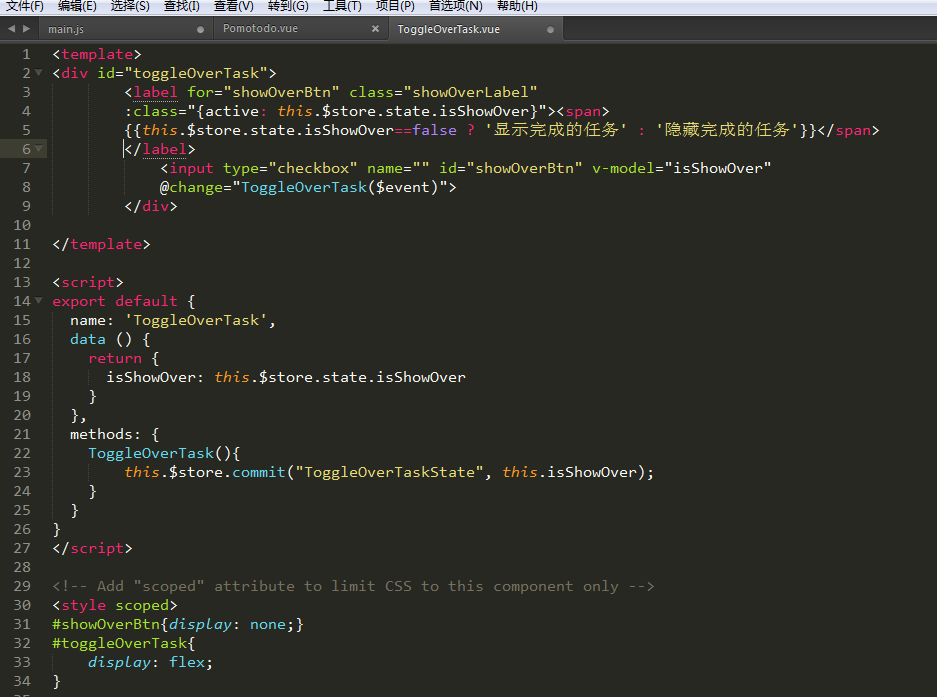 文件(F) 编辑(E) 选择(S) 查找(I) 查看(V) 转到(G) 工具(T) 项目(P) 首选项(N) 帮助(H)
main.js Pomotodo.vue ToggleOverTask.vue
1 <template>
2 <div id="toggleOverTask">
3 <label for="showOverBtn" class="showOverLabel"
4 :class="{active: this.$store.state.isShowOver}"><span>
5 {{this.$store.state.isShowOver==false ? '显示完成的任务' : '隐藏完成的任务'}}</span>
6 </label>
7 <input type="checkbox" name="" id="showOverBtn" v-model="isShowOver"
8 @change="ToggleOverTask($event)">
9 </div>
10
11 </template>
12
13 <script>
14 export default {
15 name: 'ToggleOverTask',
16 data () {
17 return {
18 isShowOver: this.$store.state.isShowOver
19 }
20 },
21 methods: {
22 ToggleOverTask(){
23 this.$store.commit("ToggleOverTaskState", this.isShowOver);
24 }
25 }
26 }
27 </script>
28
29 <!-- Add "scoped" attribute to limit CSS to this component only -->
30 <style scoped>
31 #showOverBtn{display: none;}
32 #toggleOverTask{
33 display: flex;
34 }